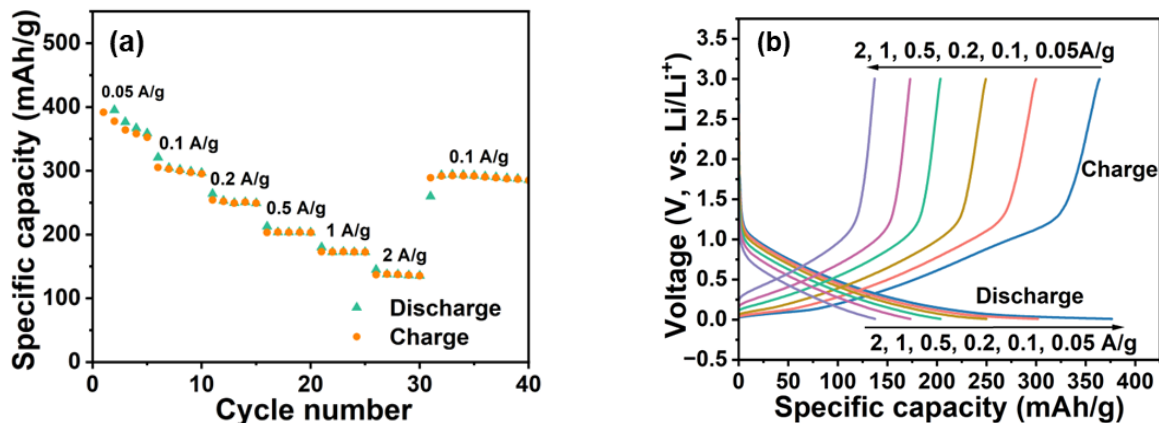 (a)
Specific capacity (mAh/g)
500
400
300
200
100
0
0.05 A/g
0.1 A/g
0.2 A/g
0.5 A/g
1 A/g
2 A/g
0.1 A/g
Discharge
Charge
0 10 20 30 40
Cycle number
(b)
Voltage (V, vs. Li/Li⁺)
3.5
3.0
2.5
2.0
1.5
1.0
0.5
0.0
−0.5
2, 1, 0.5, 0.2, 0.1, 0.05A/g
Charge
Discharge
2, 1, 0.5, 0.2, 0.1, 0.05 A/g
0 50 100 150 200 250 300 350 400
Specific capacity (mAh/g)